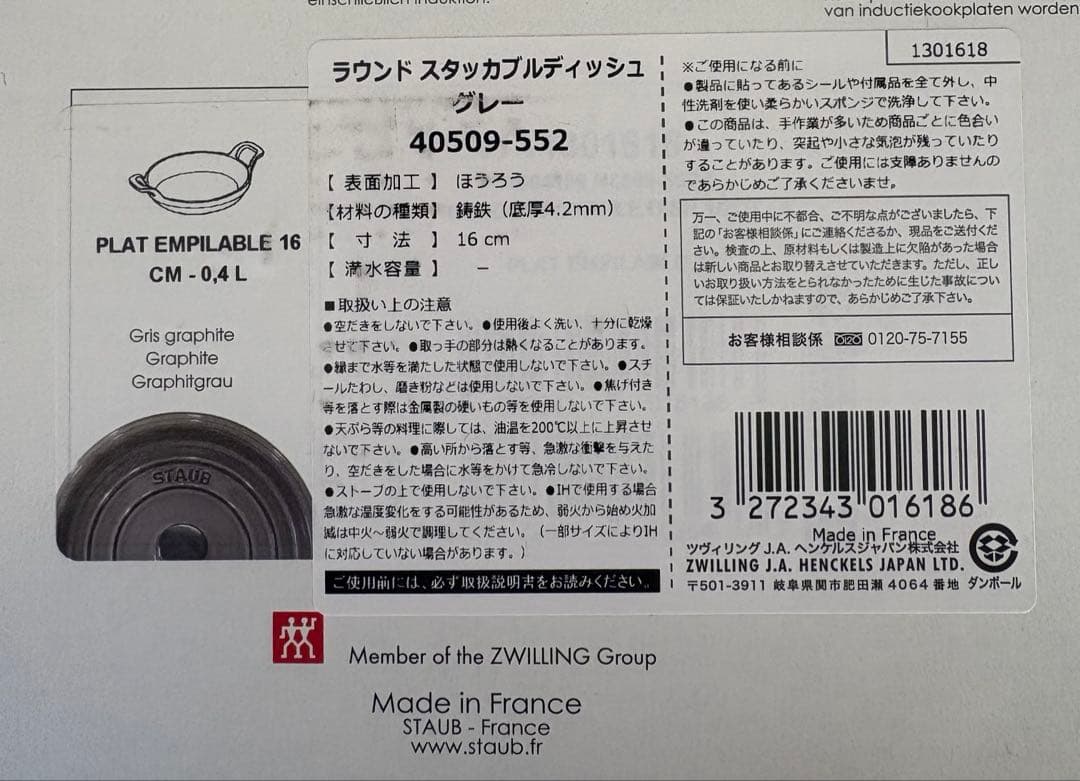 einschließlich Induktion.
van inductiekookplaten worden
PLAT EMPILABLE 16
CM - 0,4 L
Gris graphite
Graphite
Graphitgrau
STAUB
ラウンド スタッカブルディッシュ
グレー
40509-552
【 表面加工 】 ほうろう
【材料の種類】 鋳鉄（底厚4.2mm）
【 寸 法 】 16 cm
【 満水容量 】 －
■取扱い上の注意
●空だきをしないで下さい。●使用後よく洗い、十分に乾燥
させて下さい。●取っ手の部分は熱くなることがあります。
●縁まで水等を満たした状態で使用しないで下さい。●スチ
ールたわし、磨き粉などは使用しないで下さい。●焦げ付き
等を落とす際は金属製の硬いもの等を使用しないで下さい。
●天ぷら等の料理に際しては、油温を200℃以上に上昇させ
ないで下さい。●高い所から落とす等、急激な衝撃を与えた
り、空だきをした場合に水等をかけて急冷しないで下さい。
●ストーブの上で使用しないで下さい。●IHで使用する場合
急激な温度変化をする可能性があるため、弱火から始め火加
減は中火〜弱火で調理してください。（一部サイズによりIH
に対応していない場合があります。）
ご使用前には、必ず取扱説明書をお読みください。
1301618
※ご使用になる前に
●製品に貼ってあるシールや付属品を全て外し、中
性洗剤を使い柔らかいスポンジで洗浄して下さい。
●この商品は、手作業が多いため商品ごとに色合い
が違っていたり、突起や小さな気泡が残っていたり
することがあります。ご使用には支障ありませんの
であらかじめご了承くださいませ。
万一、ご使用中に不都合、ご不明な点がございましたら、下
記の「お客様相談係」にご連絡くださるか、現品をご送付くだ
さい。検査の上、原材料もしくは製造上に欠陥があった場合
は新しい商品とお取り替えさせていただきます。ただし、正し
いお取り扱い方法をとられなかったために生じた事故につい
ては保証いたしかねますので、あらかじめご了承下さい。
お客様相談係 0120-75-7155
3 272343 016186
Made in France
ツヴィリング J.A. ヘンケルスジャパン株式会社
ZWILLING J.A. HENCKELS JAPAN LTD.
〒501-3911 岐阜県関市肥田瀬 4064 番地 ダンボール
Member of the ZWILLING Group
Made in France
STAUB - France
www.staub.fr